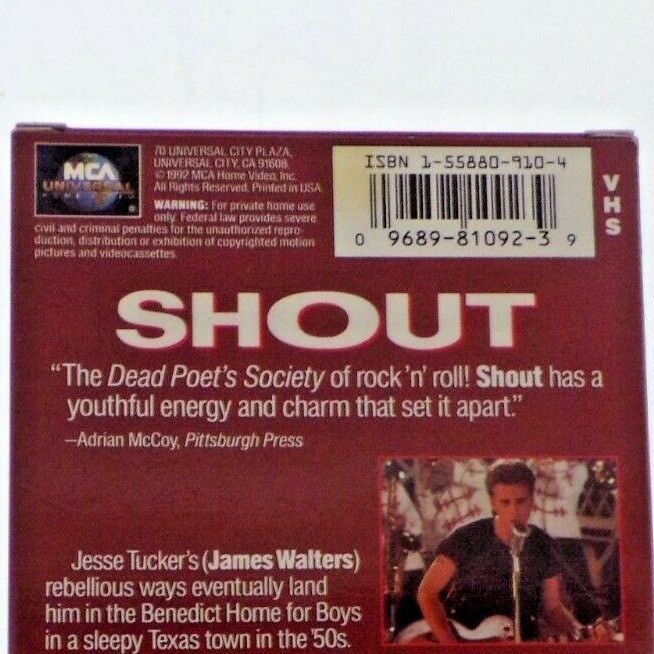 MCA
UNIVERSAL
70 UNIVERSAL CITY PLAZA,
UNIVERSAL CITY, CA 91608.
© 1992 MCA Home Video, Inc.
All Rights Reserved. Printed in USA.
WARNING: For private home use
only. Federal law provides severe
civil and criminal penalties for the unauthorized repro-
duction, distribution or exhibition of copyrighted motion
pictures and videocassettes.
ISBN 1-55880-910-4
0 9689-81092-3 9
VHS
SHOUT
“The Dead Poet's Society of rock 'n' roll! Shout has a
youthful energy and charm that set it apart.”
—Adrian McCoy, Pittsburgh Press
Jesse Tucker's (James Walters)
rebellious ways eventually land
him in the Benedict Home for Boys
in a sleepy Texas town in the '50s.